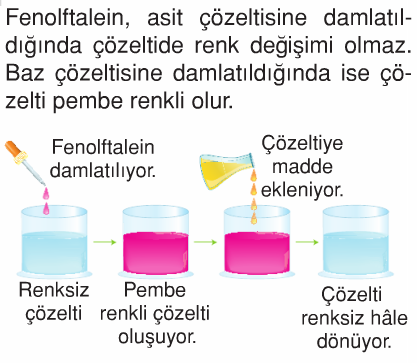 Fenolftalein, asit çözeltisine damlatıl-
dığında çözeltide renk değişimi olmaz.
Baz çözeltisine damlatıldığında ise çö-
zelti pembe renkli olur.
Fenolftalein
damlatılıyor.
Çözeltiye
madde
ekleniyor.
Renksiz
çözelti
Pembe
renkli çözelti
oluşuyor.
Çözelti
renksiz hâle
dönüyor.